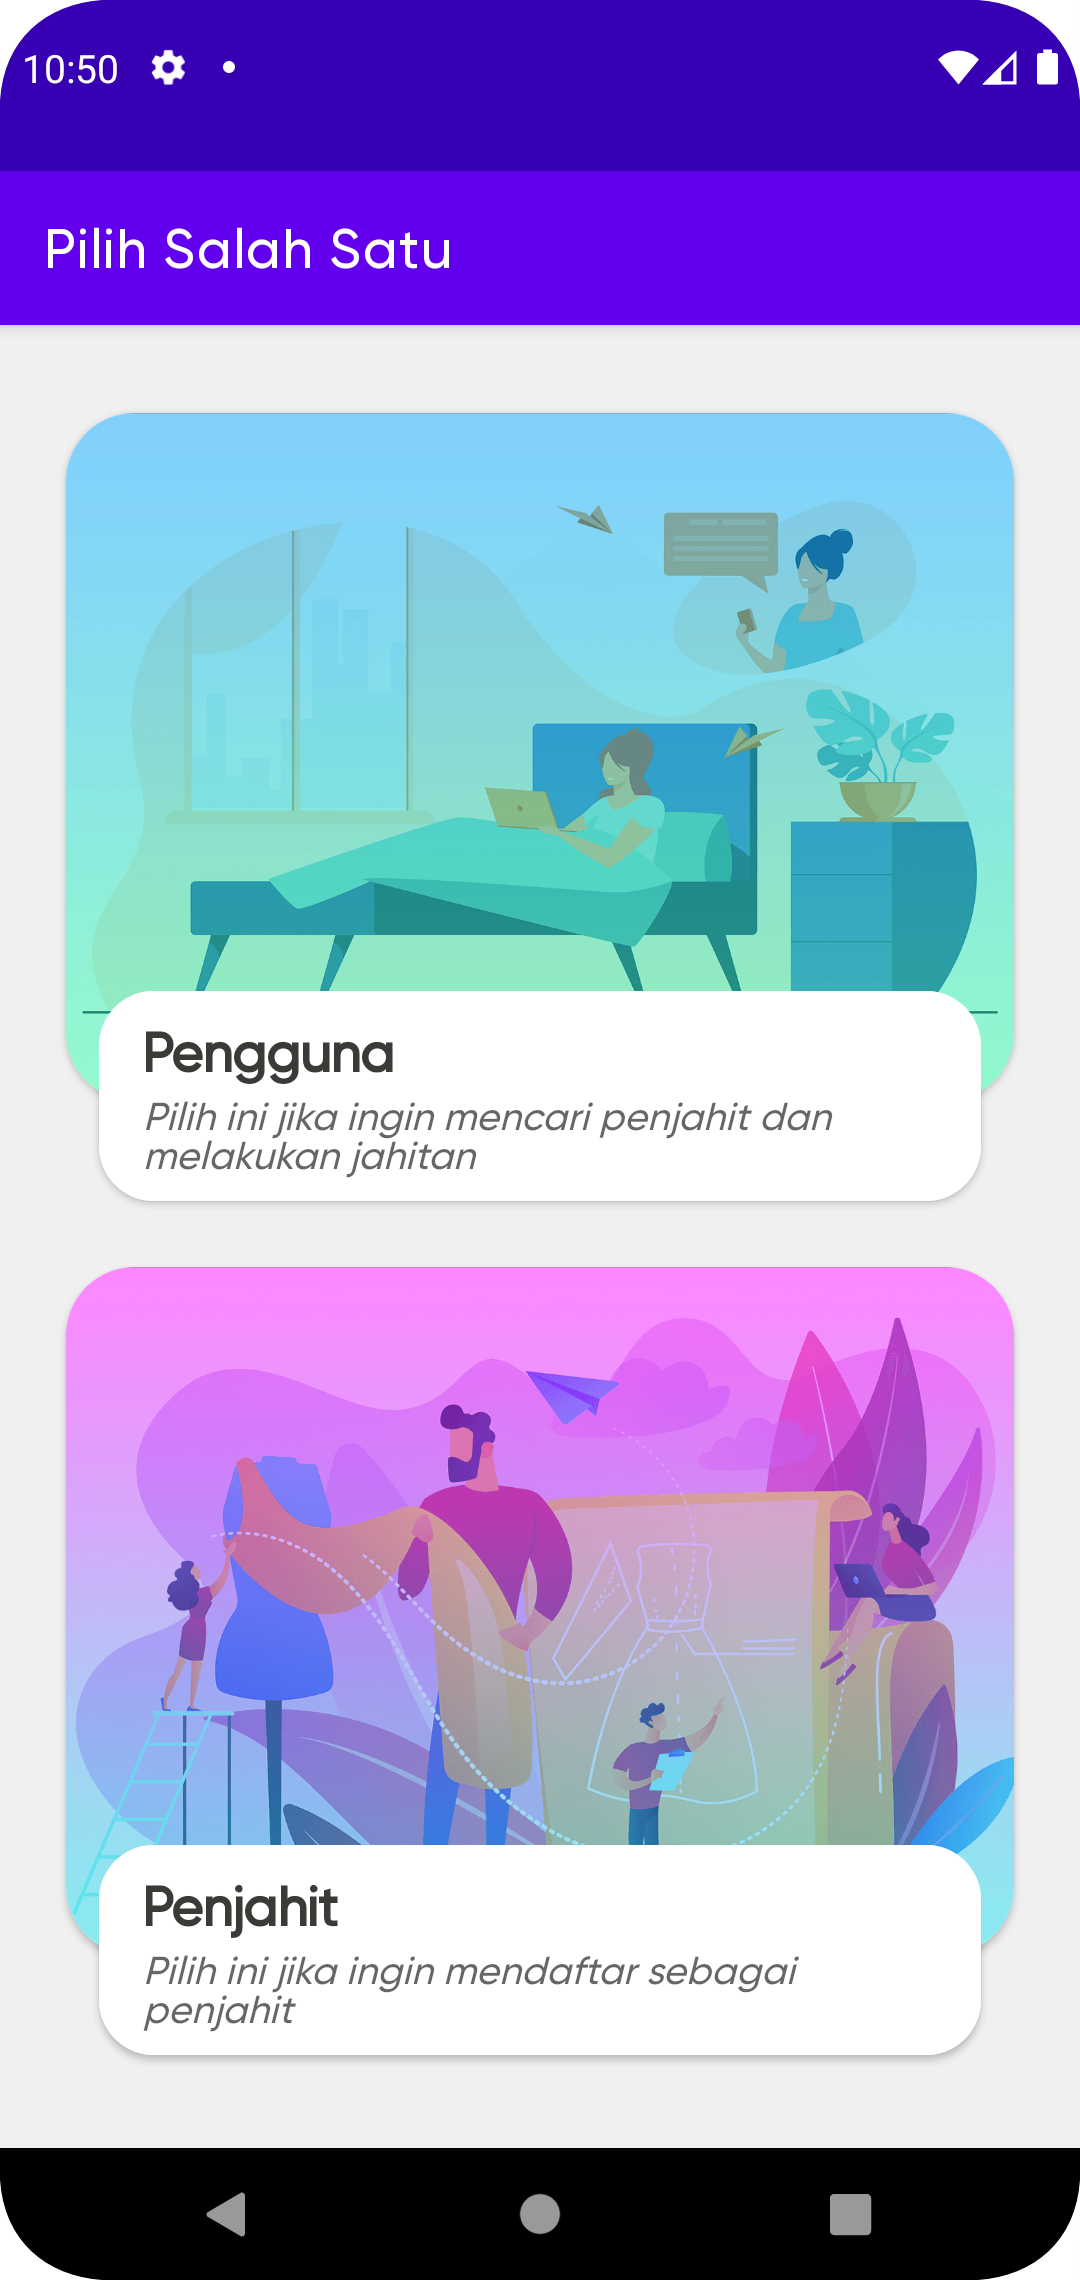 10:50
Pilih Salah Satu
Pengguna
Pilih ini jika ingin mencari penjahit dan
melakukan jahitan
Penjahit
Pilih ini jika ingin mendaftar sebagai
penjahit